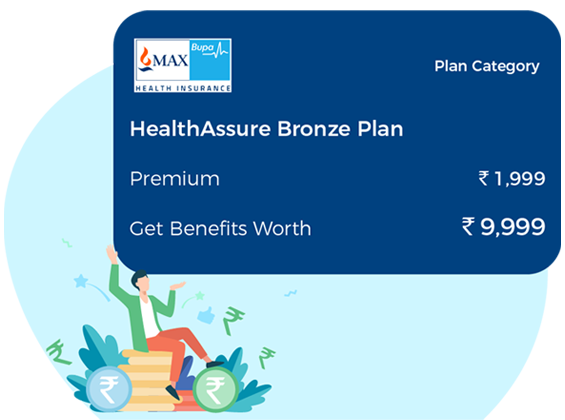 MAX
Bupa
HEALTH INSURANCE
Plan Category
HealthAssure Bronze Plan
Premium ₹ 1,999
Get Benefits Worth ₹ 9,999
₹
₹
₹
₹
₹